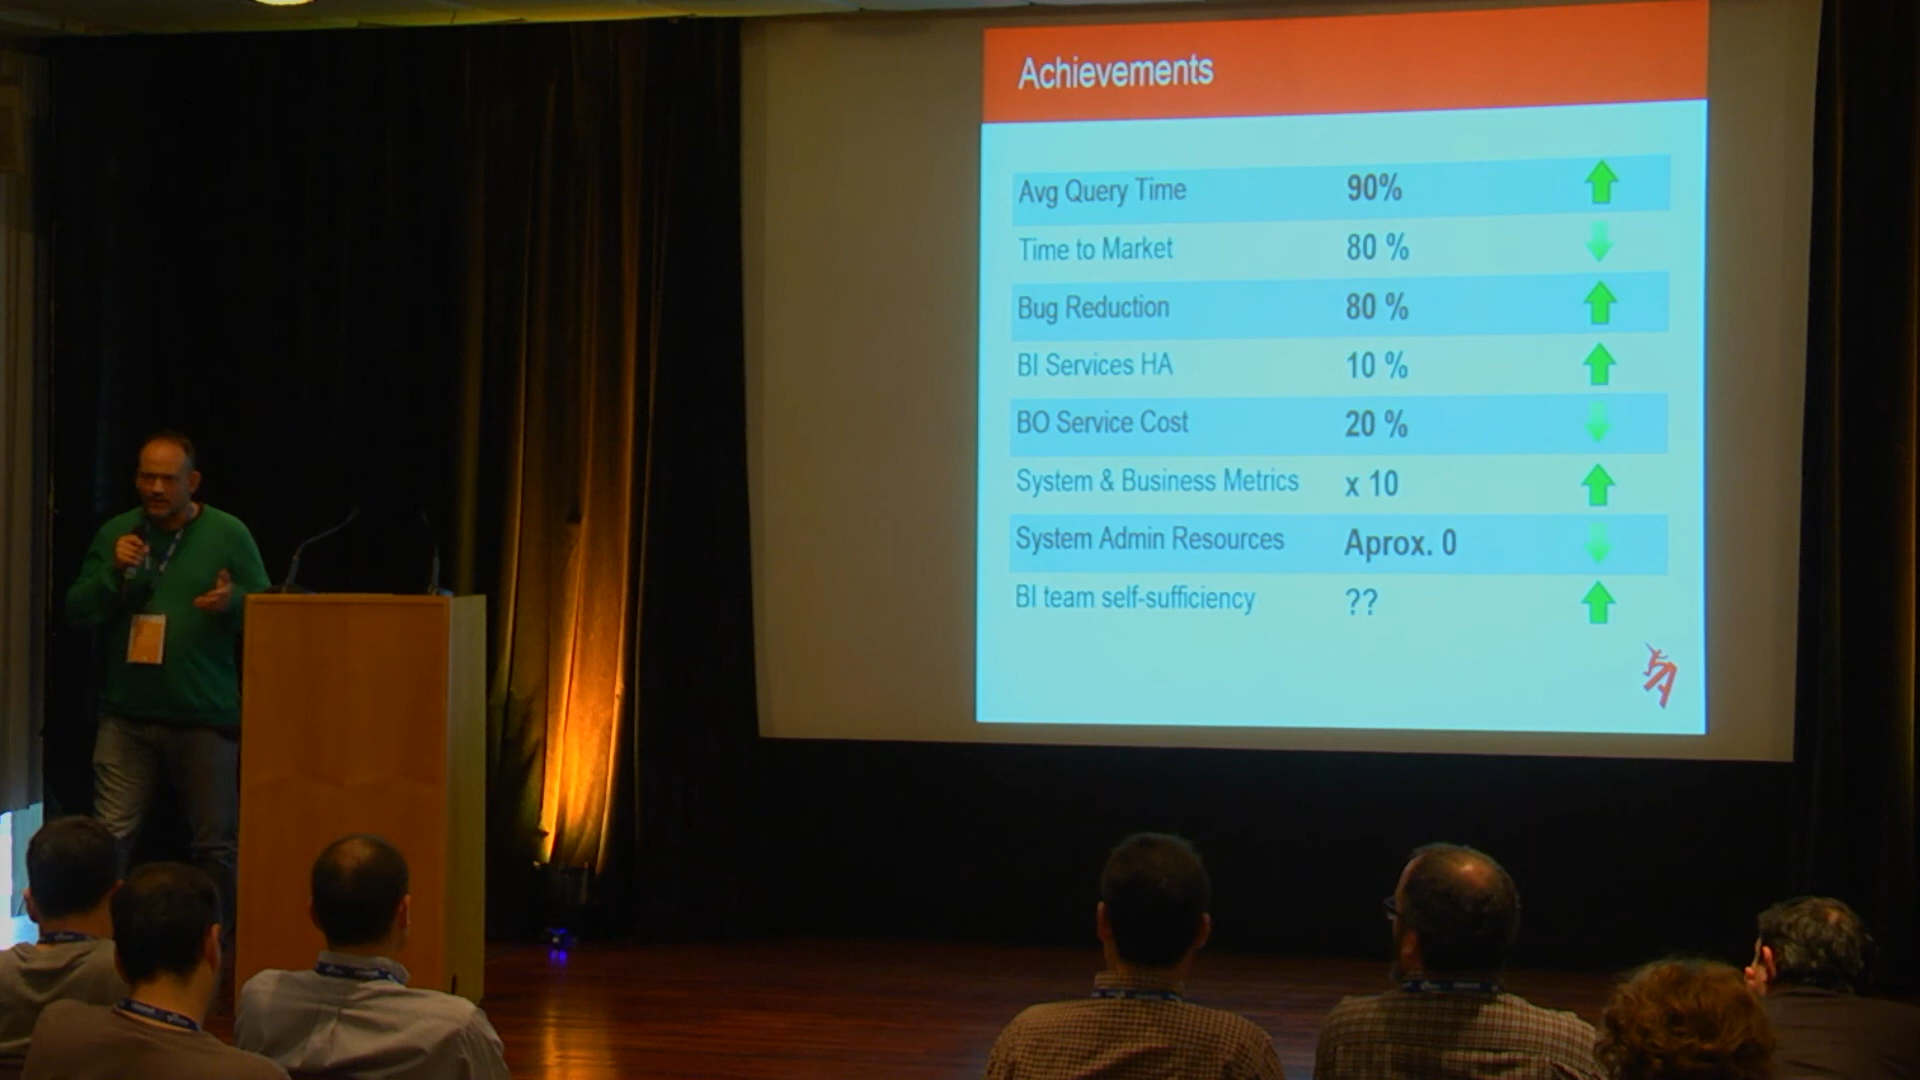 Achievements
Avg Query Time 90%
Time to Market 80 %
Bug Reduction 80 %
BI Services HA 10 %
BO Service Cost 20 %
System & Business Metrics x 10
System Admin Resources Aprox. 0
BI team self-sufficiency ??